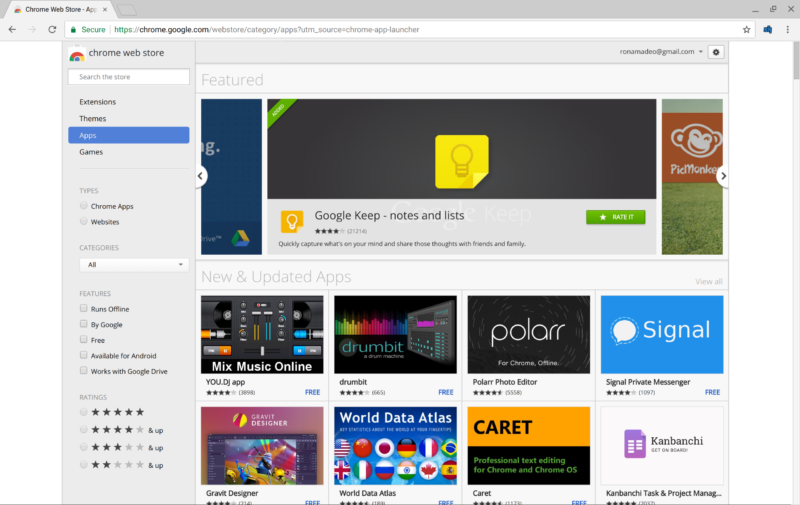 Chrome Web Store - App
Secure https://chrome.google.com/webstore/category/apps?utm_source=chrome-app-launcher
chrome web store
ronamadeo@gmail.com
Search the store
Extensions
Themes
Apps
Games
TYPES
Chrome Apps
Websites
CATEGORIES
All
FEATURES
Runs Offline
By Google
Free
Available for Android
Works with Google Drive
RATINGS
& up
& up
& up
Featured
ng.
Drive™
ADDED
Google Keep
Google Keep - notes and lists
(21214)
RATE IT
Quickly capture what's on your mind and share those thoughts with friends and family.
PicMonke
New & Updated Apps
View all
Mix Music Online
YOU.DJ app
(3898) FREE
drumbit
a drum machine
drumbit
(665) FREE
polarr
For Chrome, Offline.
Polarr Photo Editor
(5558)
Signal
Signal Private Messenger
(1097) FREE
GRAVIT
DESIGNER
Gravit Designer
(214) FREE
World Data Atlas
KEY STATISTICS ABOUT THE WORLD AT YOUR FINGERTIPS!
World Data Atlas
(189) FREE
CARET
Professional text editing
for Chrome and Chrome OS
Caret
(1173) FREE
Kanbanchi
GET ON BOARD!
Kanbanchi Task & Project Manag...
(2037)